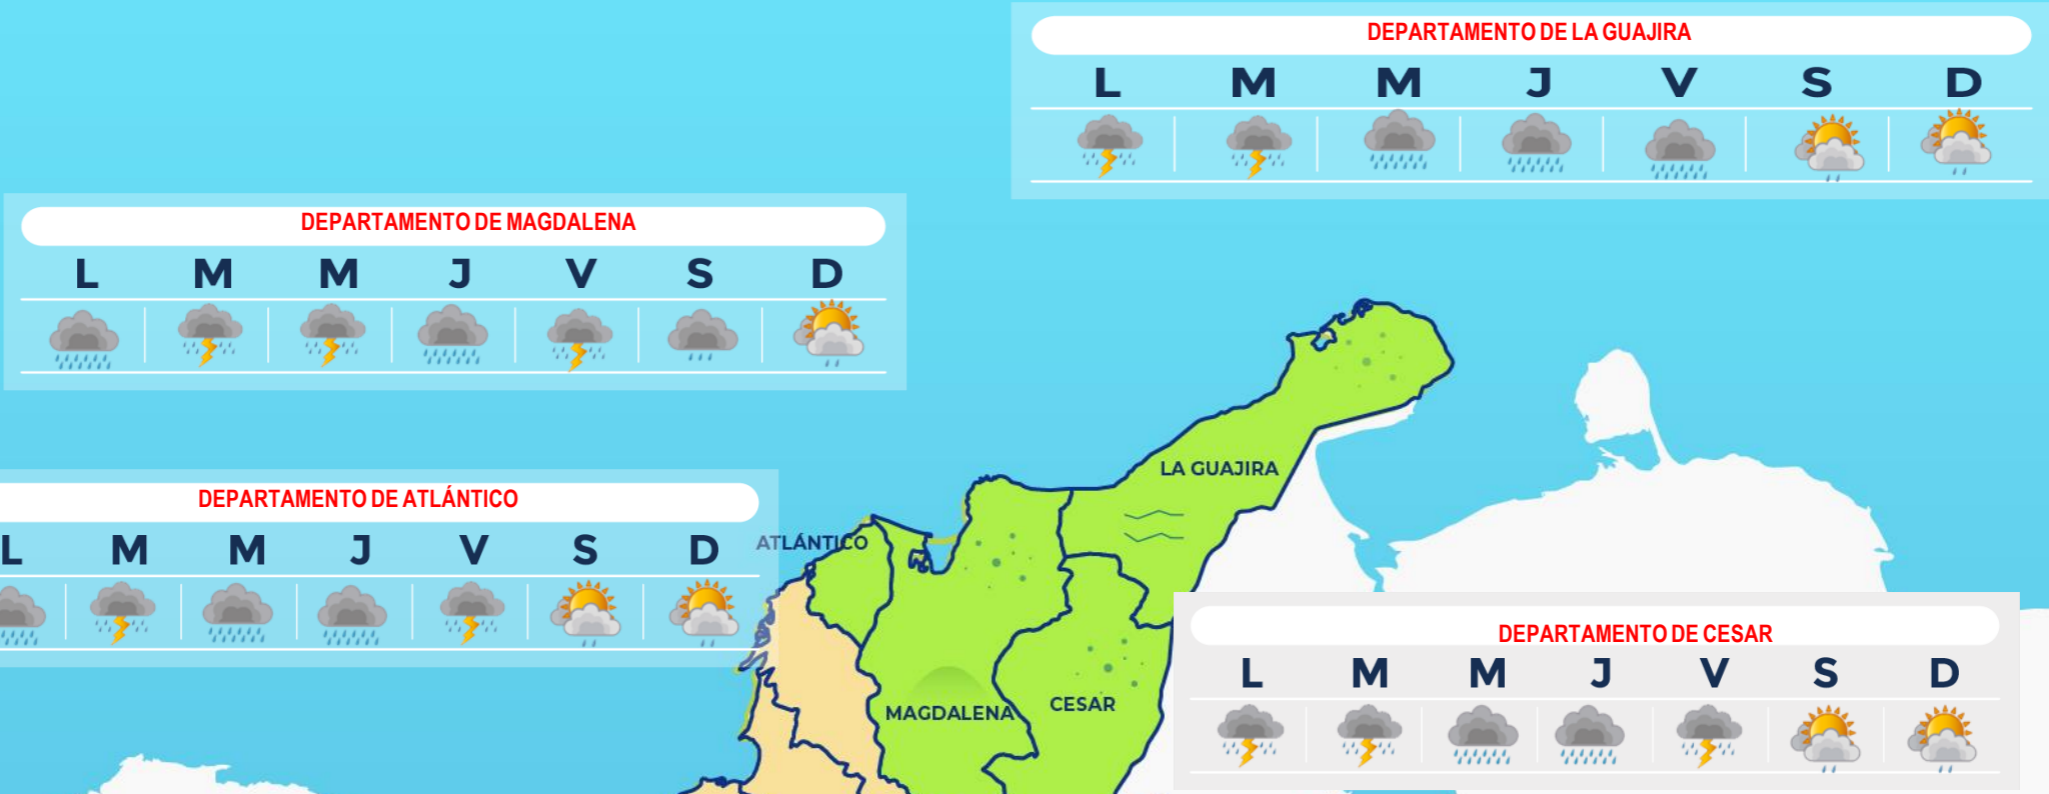 DEPARTAMENTO DE LA GUAJIRA
L M M J V S D
DEPARTAMENTO DE MAGDALENA
L M M J V S D
DEPARTAMENTO DE ATLÁNTICO
L M M J V S D
LA GUAJIRA
ATLÁNTICO
MAGDALENA
CESAR
DEPARTAMENTO DE CESAR
L M M J V S D